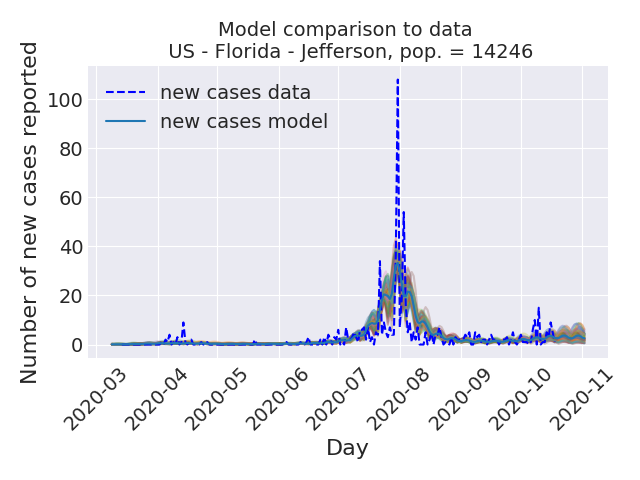 Model comparison to data
US - Florida - Jefferson, pop. = 14246
Number of new cases reported
new cases data
new cases model
100
80
60
40
20
0
2020-03
2020-04
2020-05
2020-06
2020-07
2020-08
2020-09
2020-10
2020-11
Day